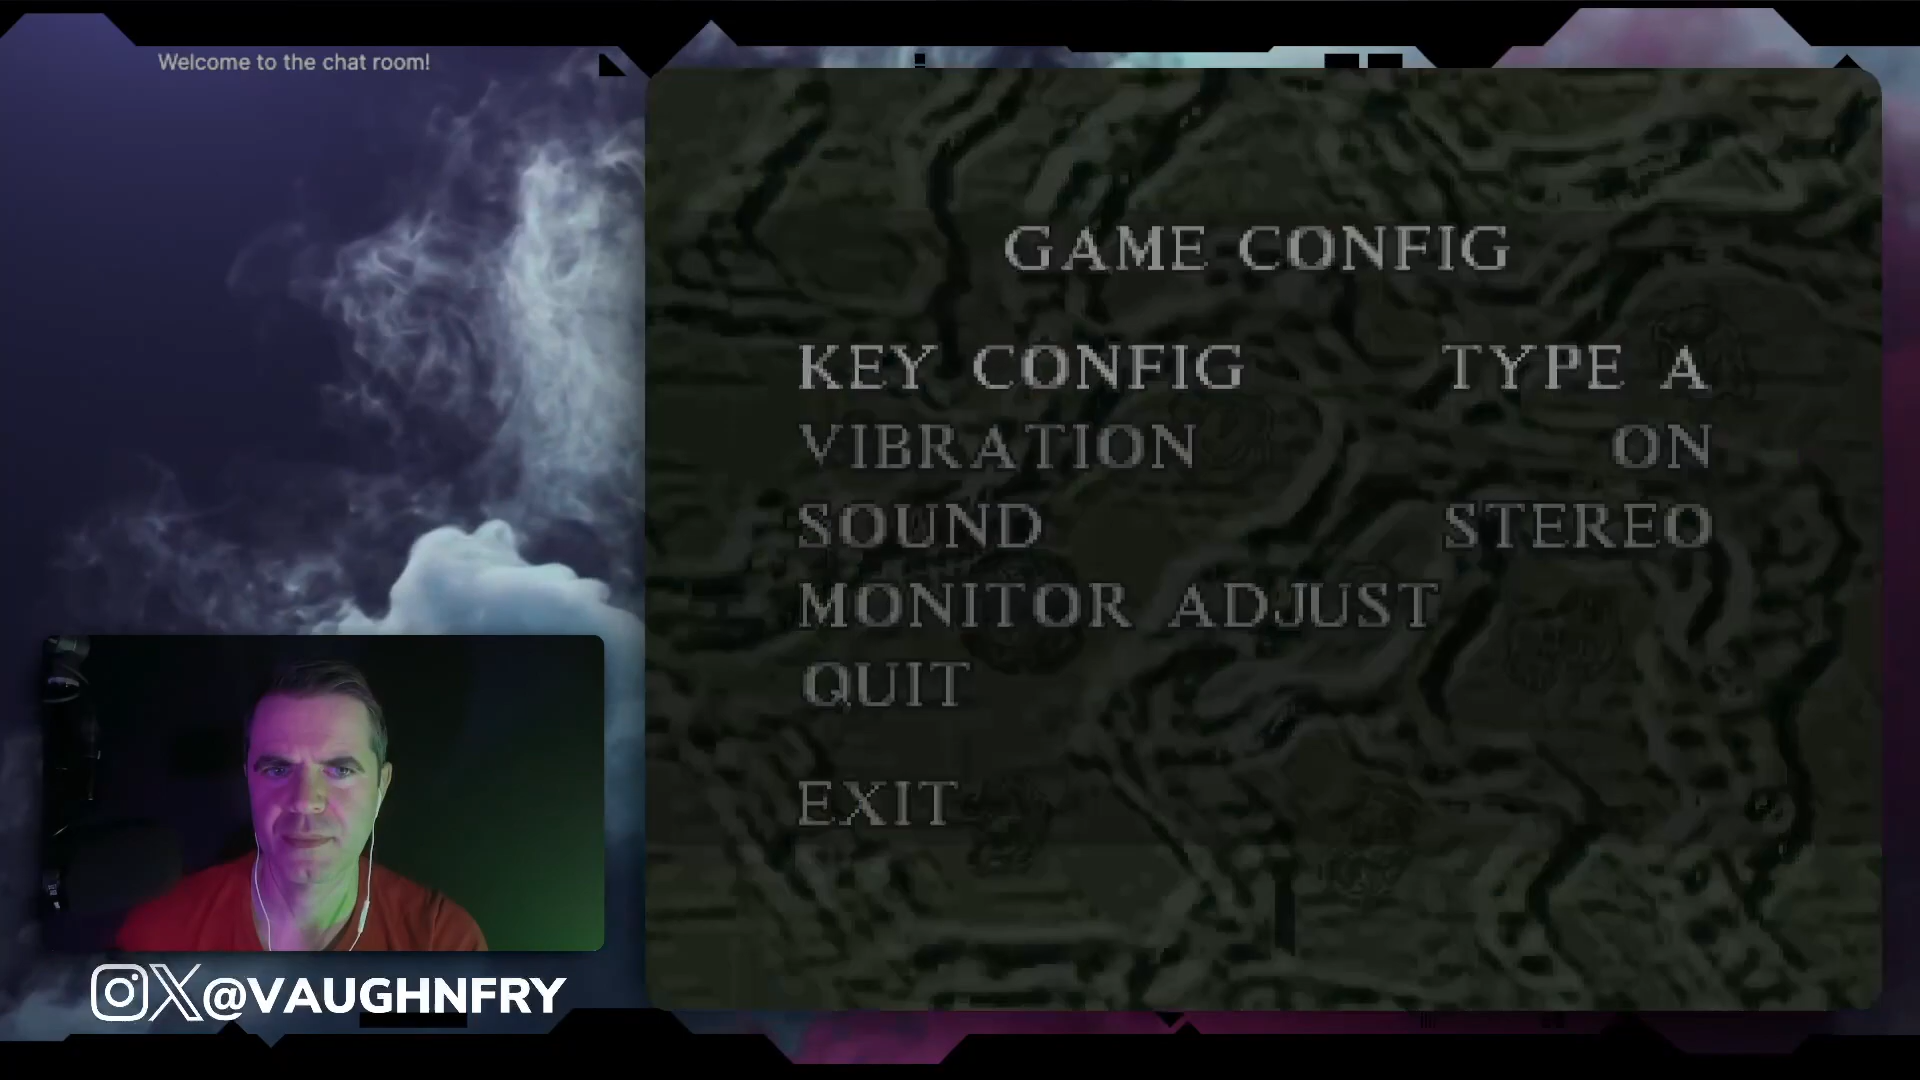 Welcome to the chat room!
GAME CONFIG
KEY CONFIG TYPE A
VIBRATION ON
SOUND STEREO
MONITOR ADJUST
QUIT
EXIT
@VAUGHNFRY